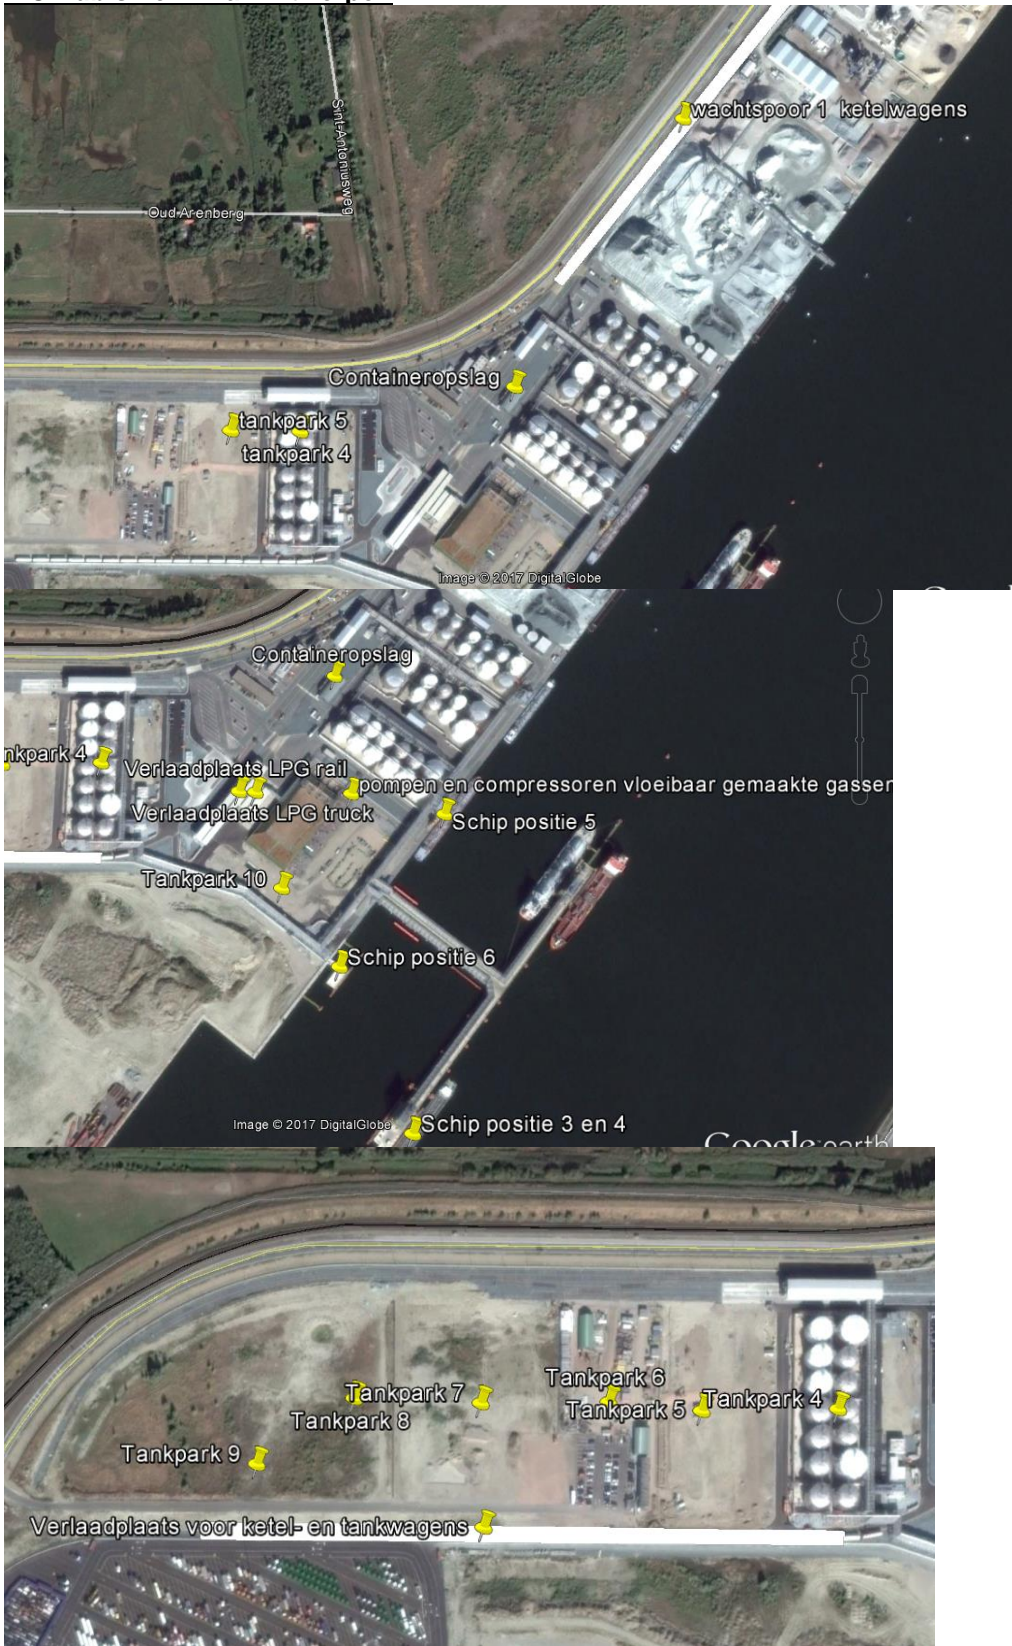 Sint-Antoniusweg
wachtspoor 1 ketelwagens
Oud Arenberg
Containeropslag
tankpark 5
tankpark 4
Image © 2017 DigitalGlobe
Containeropslag
nkpark 4
Verlaadplaats LPG rail
pompen en compressoren vloeibaar gemaakte gassen
Verlaadplaats LPG truck
Schip positie 5
Tankpark 10
Schip positie 6
Image © 2017 DigitalGlobe
Schip positie 3 en 4
Google earth
Tankpark 6
Tankpark 7
Tankpark 4
Tankpark 5
Tankpark 8
Tankpark 9
Verlaadplaats voor ketel- en tankwagens